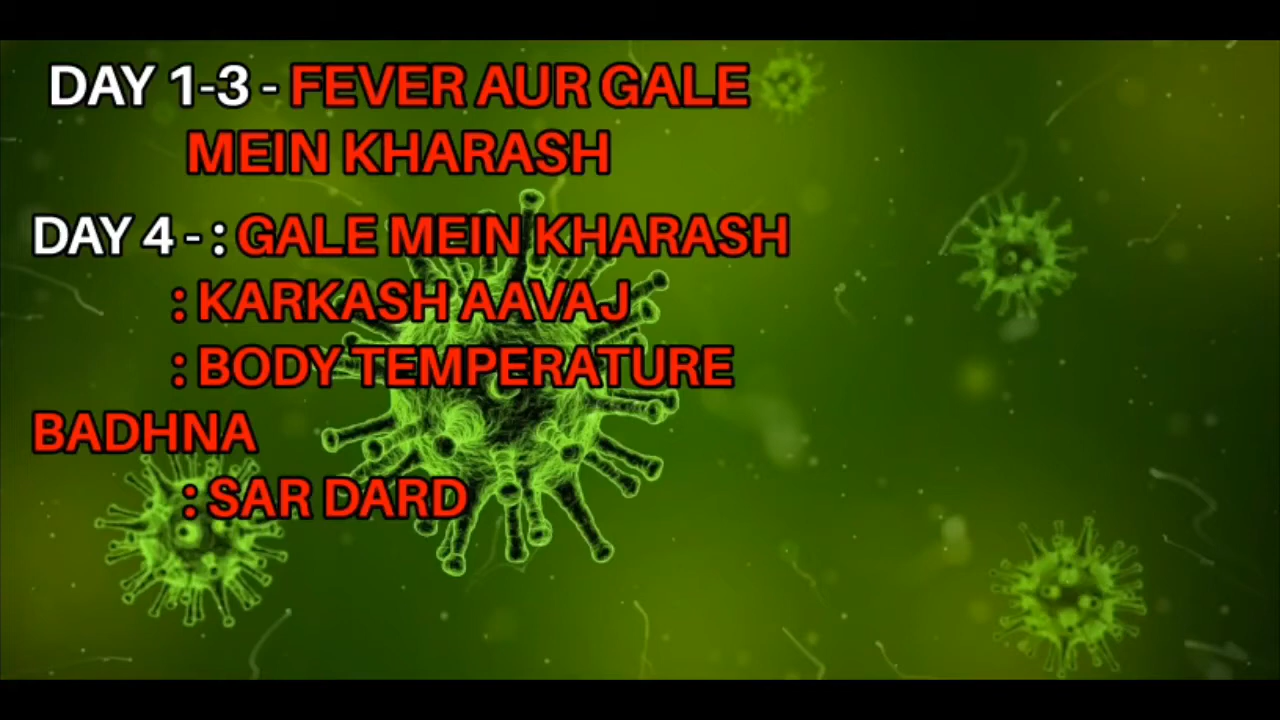 DAY 1-3 - FEVER AUR GALE
MEIN KHARASH
DAY 4 - : GALE MEIN KHARASH
: KARKASH AAVAJ
: BODY TEMPERATURE
BADHNA
: SAR DARD